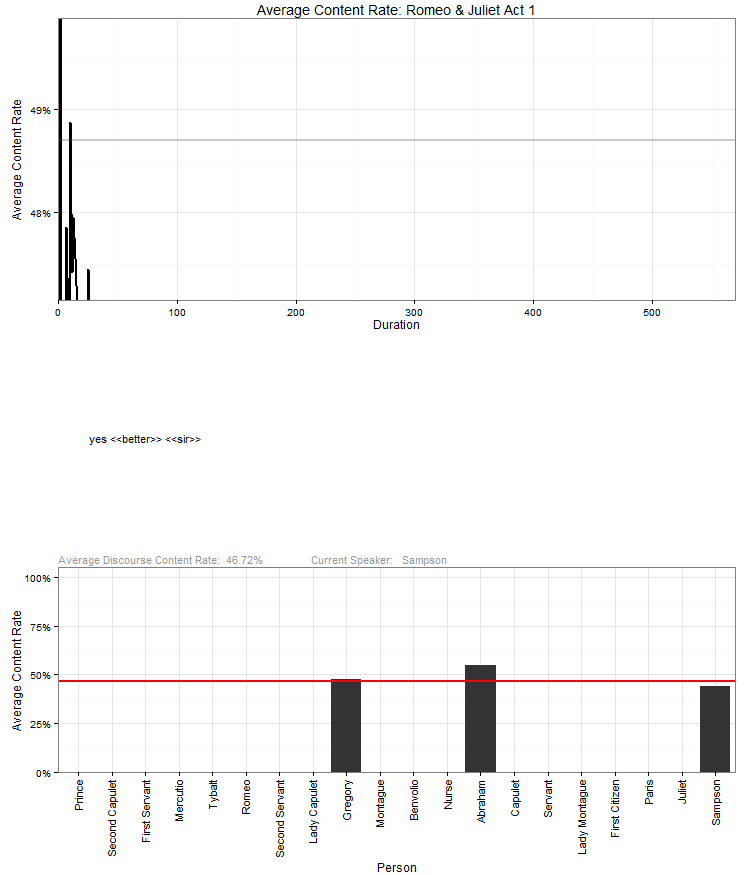 Average Content Rate: Romeo & Juliet Act 1
Average Content Rate
49%
48%
0 100 200 300 400 500
Duration
yes <<better>> <<sir>>
Average Discourse Content Rate: 46.72% Current Speaker: Sampson
Average Content Rate
100%
75%
50%
25%
0%
Prince
Second Capulet
First Servant
Mercutio
Tybalt
Romeo
Second Servant
Lady Capulet
Gregory
Montague
Benvolio
Nurse
Abraham
Capulet
Servant
Lady Montague
First Citizen
Paris
Juliet
Sampson
Person